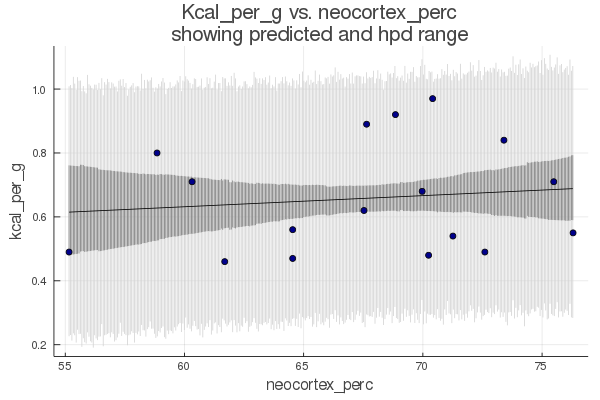 Kcal_per_g vs. neocortex_perc
showing predicted and hpd range
kcal_per_g
1.0
0.8
0.6
0.4
0.2
55 60 65 70 75
neocortex_perc